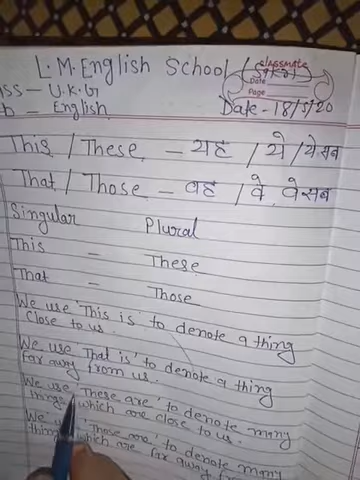 L.M. English School
classmate
Date
Page
ass - U.K.G
b - English
Date - 18/5/20
This / These - यह / ये / येसब
That / Those - वह / वे, वेसब
Singular Plural
This - These
That - Those
We use 'This is' to denote a thing
Close to us.
We use 'That is' to denote a thing
far away from us.
We use 'These are' to denote many
things which are close to us.
We use 'Those are' to denote many
things which are far away from